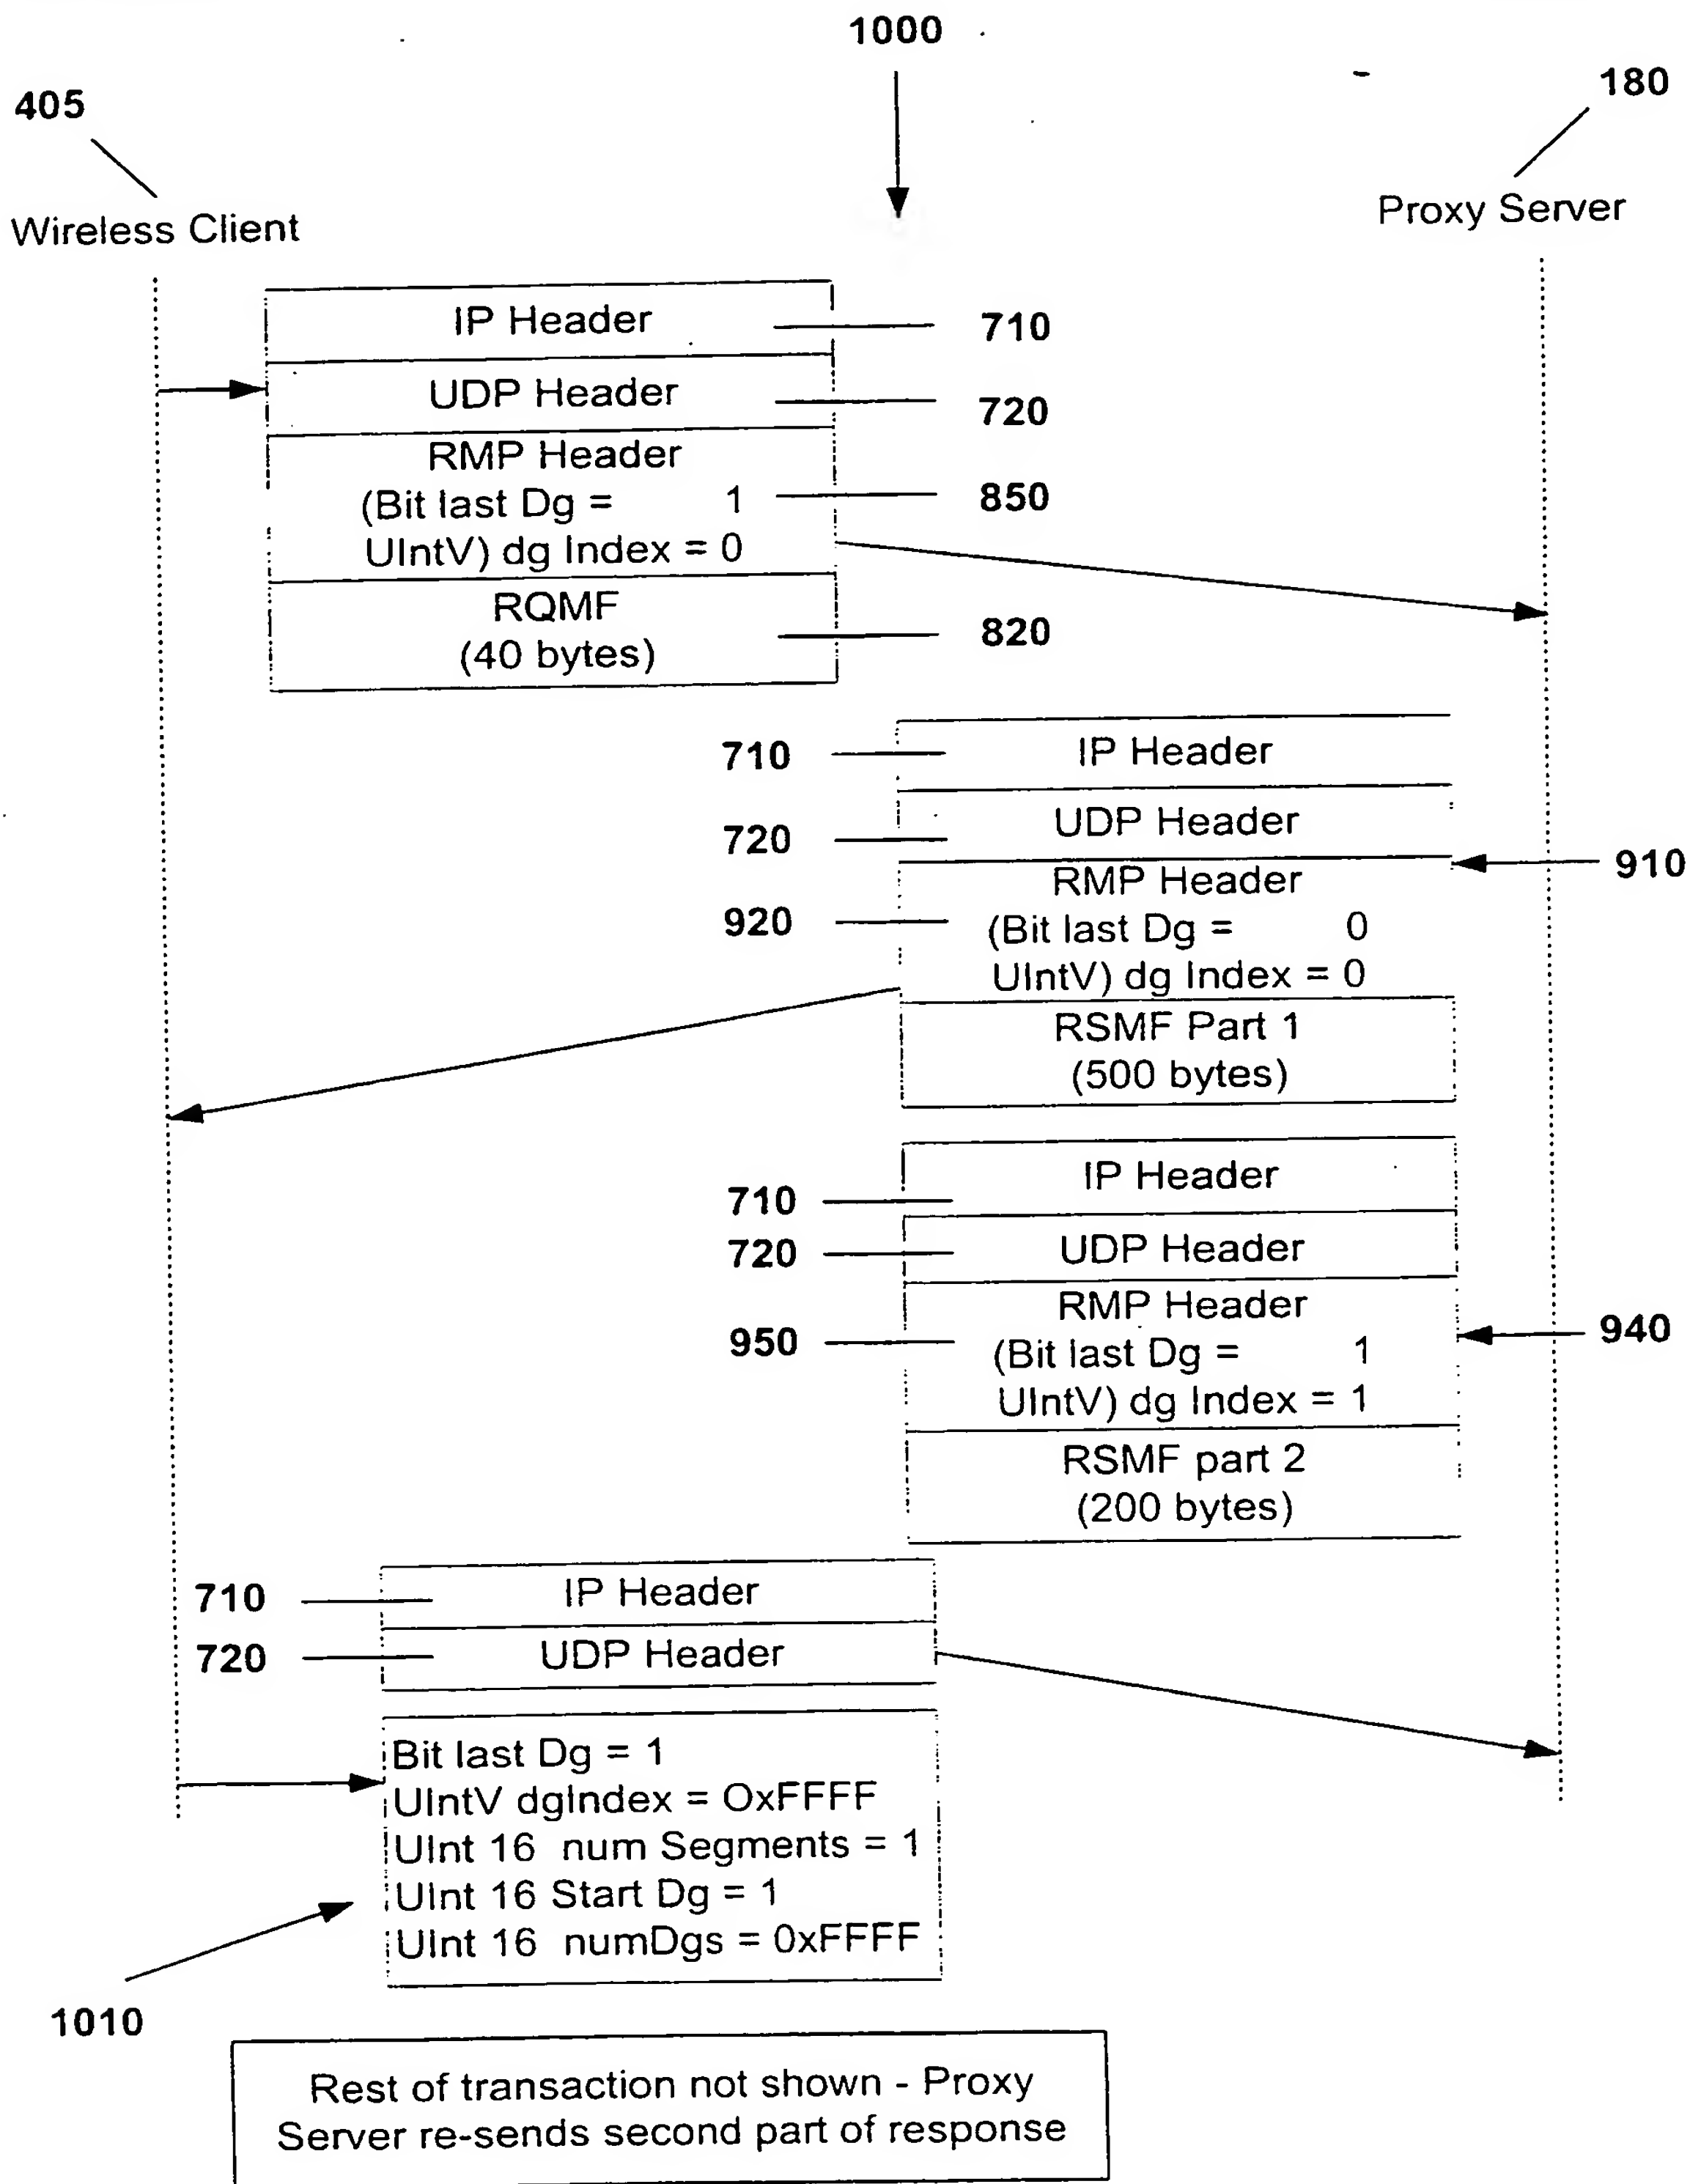 1000
405
180
Wireless Client
Proxy Server
IP Header
710
UDP Header
720
RMP Header
(Bit last Dg = 1
850
UIntV) dg Index = 0
RQMF
820
(40 bytes)
710
IP Header
720
UDP Header
910
RMP Header
920
(Bit last Dg = 0
UIntV) dg Index = 0
RSMF Part 1
(500 bytes)
IP Header
710
720
UDP Header
RMP Header
950
940
(Bit last Dg = 1
UIntV) dg Index = 1
RSMF part 2
(200 bytes)
710
IP Header
720
UDP Header
Bit last Dg = 1
UIntV dgIndex = OxFFFF
UInt 16 num Segments = 1
UInt 16 Start Dg = 1
UInt 16 numDgs = 0xFFFF
1010
Rest of transaction not shown - Proxy
Server re-sends second part of response